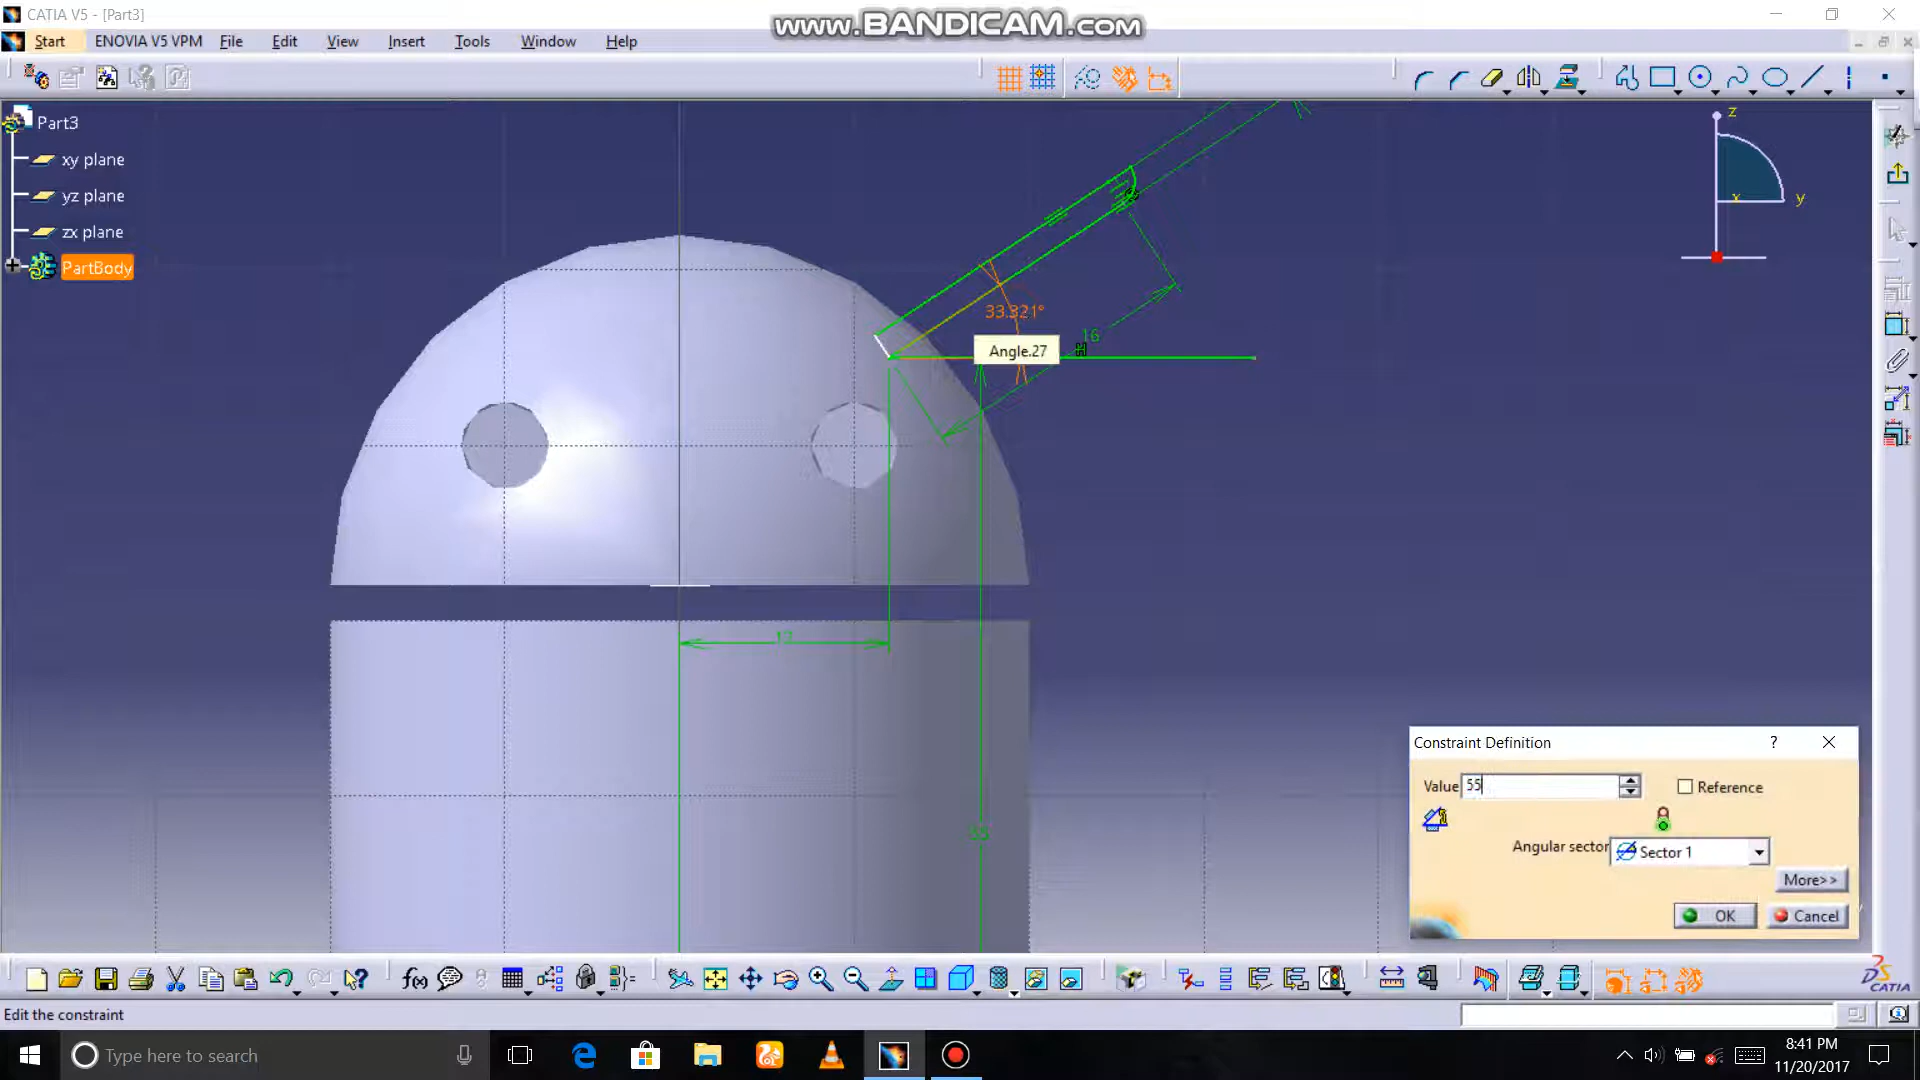 CATIA V5 - [Part3]
www.BANDICAM.com
Start ENOVIA V5 VPM File Edit View Insert Tools Window Help
Part3
xy plane
yz plane
zx plane
PartBody
z
x
y
33.321°
16
H
Angle.27
17
55
Constraint Definition ?
Value 55 Reference
Angular sector Sector 1
More>>
OK Cancel
f(x)
CATIA
Edit the constraint
Type here to search
8:41 PM
11/20/2017